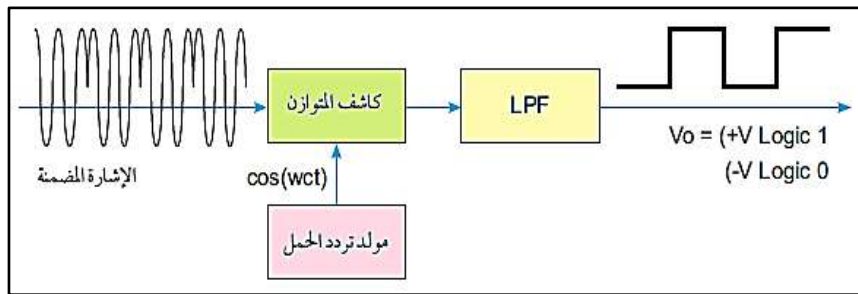 كاشف المتوازن
LPF
Vo = (+V Logic 1
(-V Logic 0
الإشارة المضمنة
cos(wct)
مولد تردد الحمل